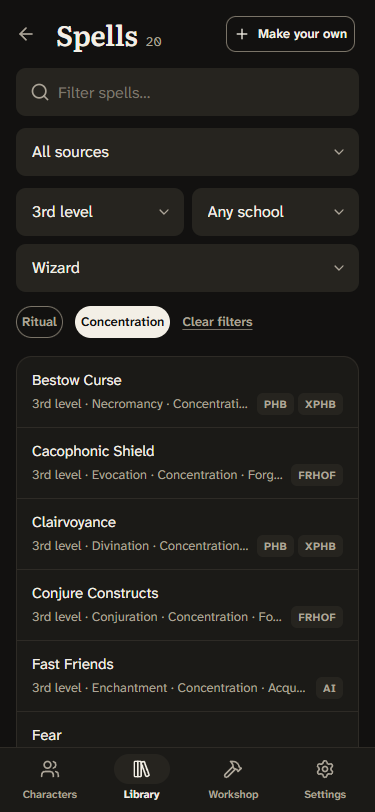 Spells 20
Make your own
Filter spells...
All sources
3rd level
Any school
Wizard
Ritual
Concentration
Clear filters
Bestow Curse
3rd level · Necromancy · Concentrati... PHB XPHB
Cacophonic Shield
3rd level · Evocation · Concentration · Forg... FRHOF
Clairvoyance
3rd level · Divination · Concentration... PHB XPHB
Conjure Constructs
3rd level · Conjuration · Concentration · Fo... FRHOF
Fast Friends
3rd level · Enchantment · Concentration · Acqu... AI
Fear
Characters
Library
Workshop
Settings